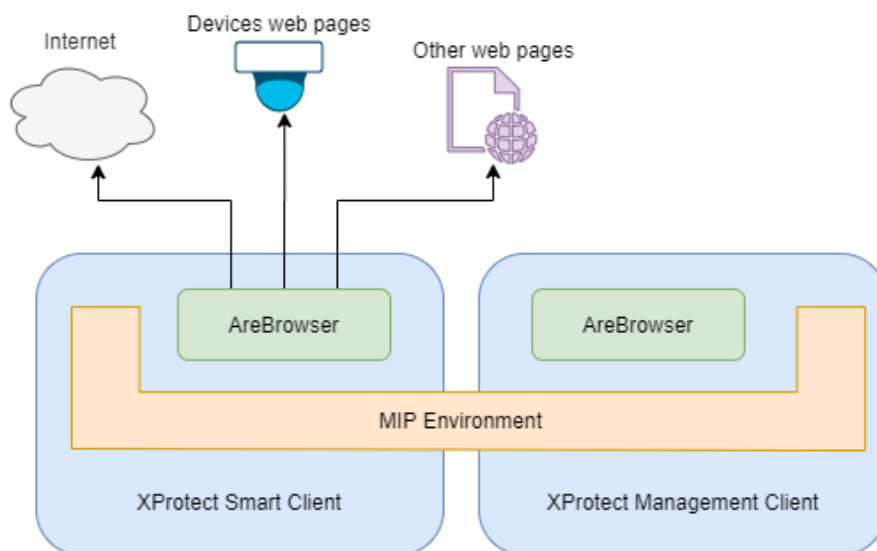 Devices web pages
Internet
Other web pages
AreBrowser
AreBrowser
MIP Environment
XProtect Smart Client
XProtect Management Client